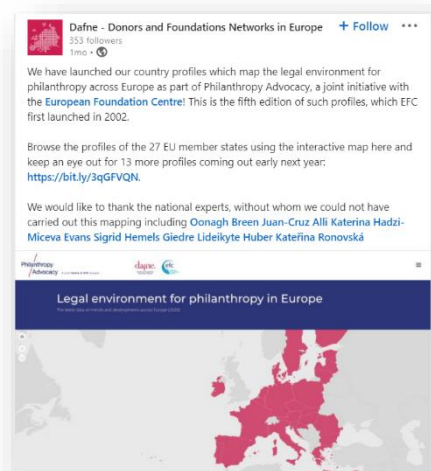 Dafne - Donors and Foundations Networks in Europe
+ Follow
353 followers
1mo •
We have launched our country profiles which map the legal environment for
philanthropy across Europe as part of Philanthropy Advocacy, a joint initiative with
the European Foundation Centre! This is the fifth edition of such profiles, which EFC
first launched in 2002.
Browse the profiles of the 27 EU member states using the interactive map here and
keep an eye out for 13 more profiles coming out early next year:
https://bit.ly/3qGFVQN.
We would like to thank the national experts, without whom we could not have
carried out this mapping including Oonagh Breen Juan-Cruz Alli Katerina Hadzi-
Miceva Evans Sigrid Hemels Giedre Lideikyte Huber Kateřina Ronovská
Philanthropy
Advocacy
dafne.
efc
Legal environment for philanthropy in Europe